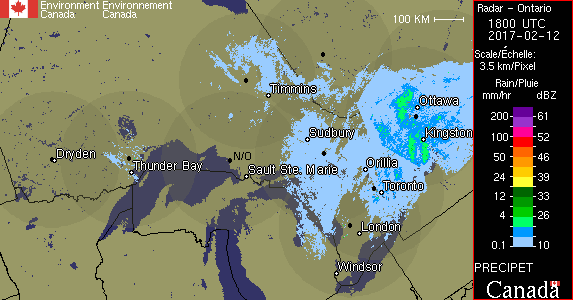 Environment Environnement
Canada Canada
100 KM
Timmins
Ottawa
Sudbury
Kingston
Dryden
Thunder Bay
N/O
Sault Ste. Marie
Orillia
Toronto
London
Windsor
Radar - Ontario
1800 UTC
2017-02-12
Scale/Échelle:
3.5 km/Pixel
Rain/Pluie
mm/hr dBZ
200 61
100 52
50 46
24 39
12 33
4 26
1 18
0.1 10
PRECIPET
Canada